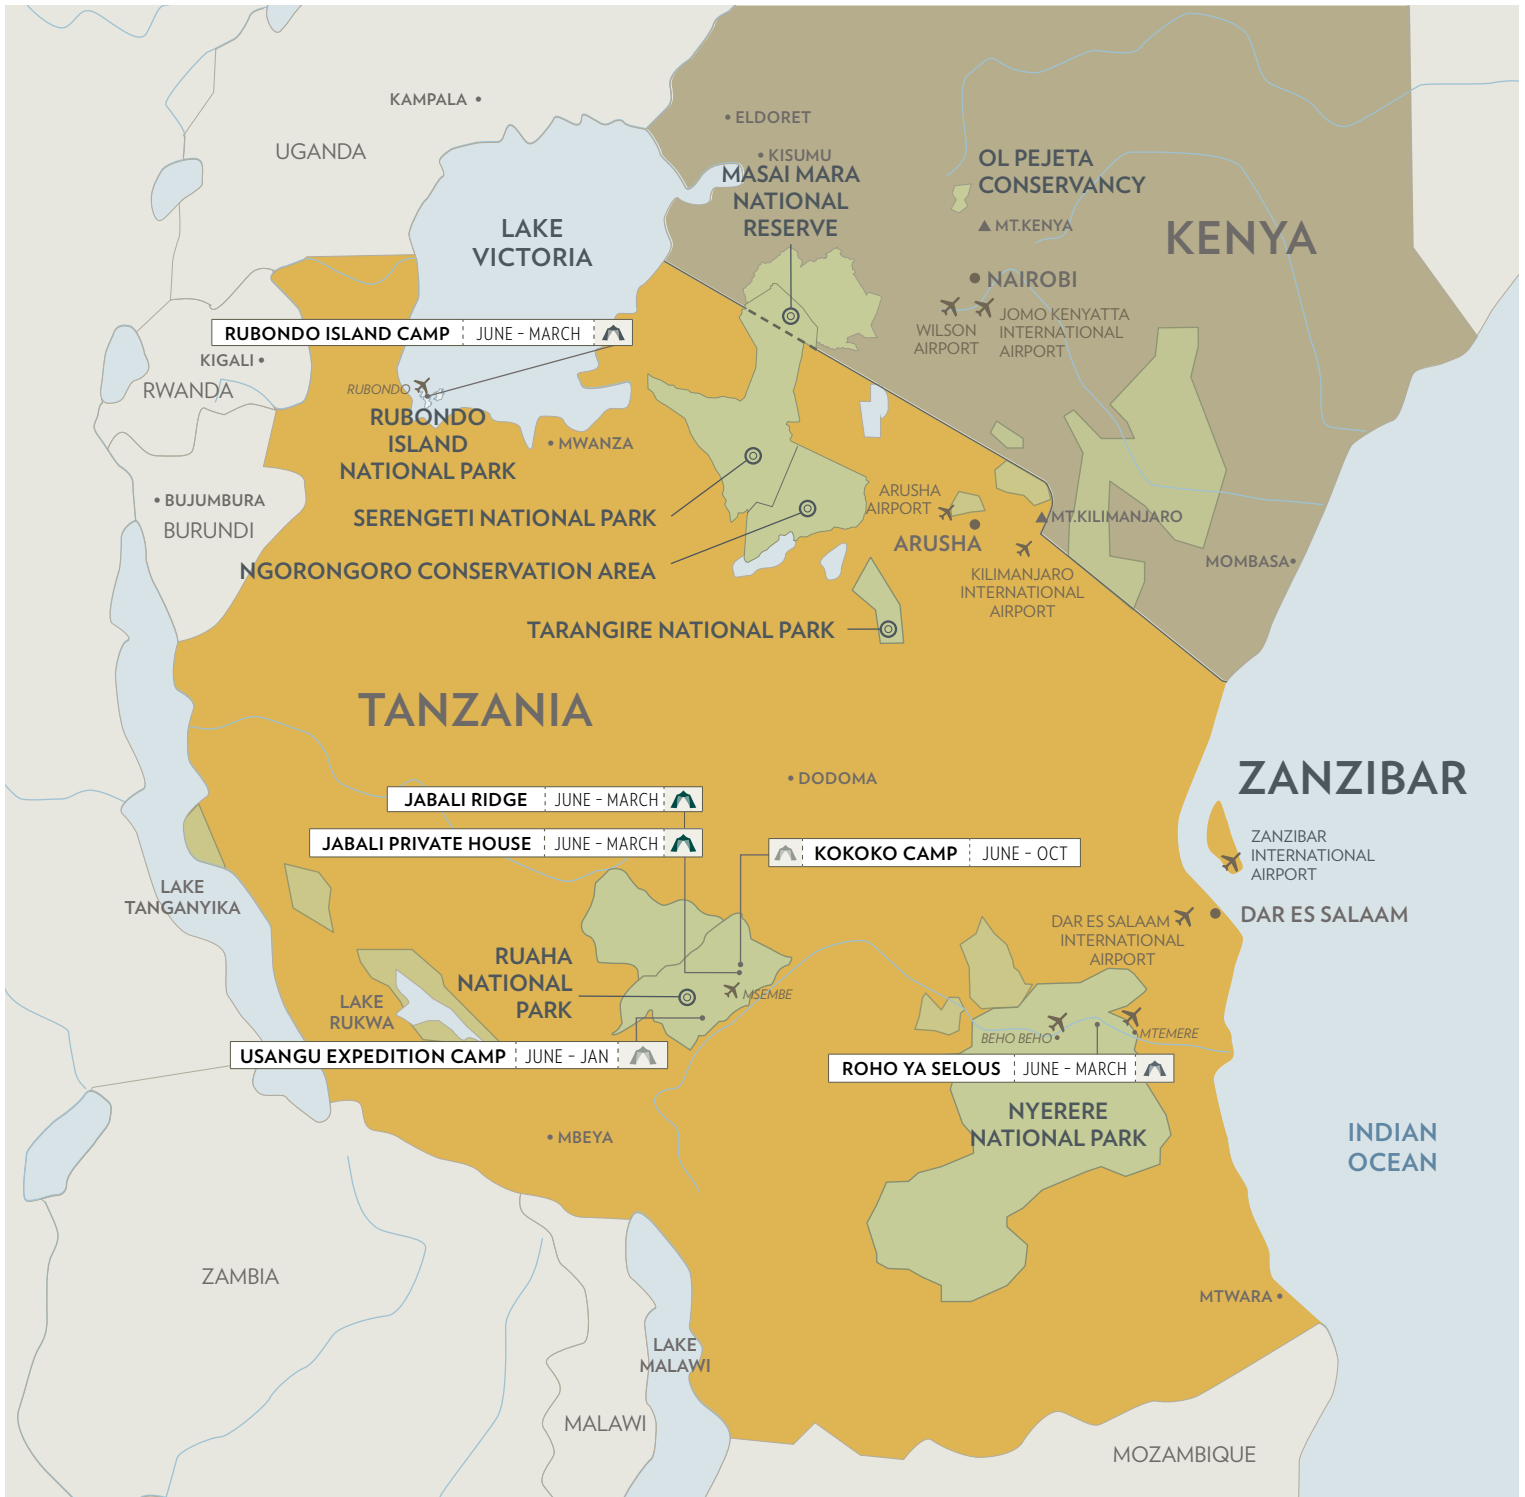 KAMPALA
UGANDA
ELDORET
KISUMU
MASAI MARA
NATIONAL
RESERVE
OL PEJETA
CONSERVANCY
MT.KENYA
KENYA
LAKE
VICTORIA
NAIROBI
WILSON
AIRPORT
JOMO KENYATTA
INTERNATIONAL
AIRPORT
RUBONDO ISLAND CAMP
JUNE – MARCH
KIGALI
RWANDA
RUBONDO
RUBONDO
ISLAND
NATIONAL PARK
MWANZA
BUJUMBURA
BURUNDI
SERENGETI NATIONAL PARK
NGORONGORO CONSERVATION AREA
ARUSHA
AIRPORT
ARUSHA
MT.KILIMANJARO
KILIMANJARO
INTERNATIONAL
AIRPORT
MOMBASA
TARANGIRE NATIONAL PARK
TANZANIA
DODOMA
ZANZIBAR
ZANZIBAR
INTERNATIONAL
AIRPORT
JABALI RIDGE
JUNE – MARCH
JABALI PRIVATE HOUSE
JUNE – MARCH
KOKOKO CAMP
JUNE – OCT
LAKE
TANGANYIKA
DAR ES SALAAM
INTERNATIONAL
AIRPORT
DAR ES SALAAM
RUAHA
NATIONAL
PARK
MSEMBE
LAKE
RUKWA
USANGU EXPEDITION CAMP
JUNE – JAN
BEHO BEHO
MTEMERE
ROHO YA SELOUS
JUNE – MARCH
NYERERE
NATIONAL PARK
MBEYA
INDIAN
OCEAN
ZAMBIA
MTWARA
LAKE
MALAWI
MALAWI
MOZAMBIQUE